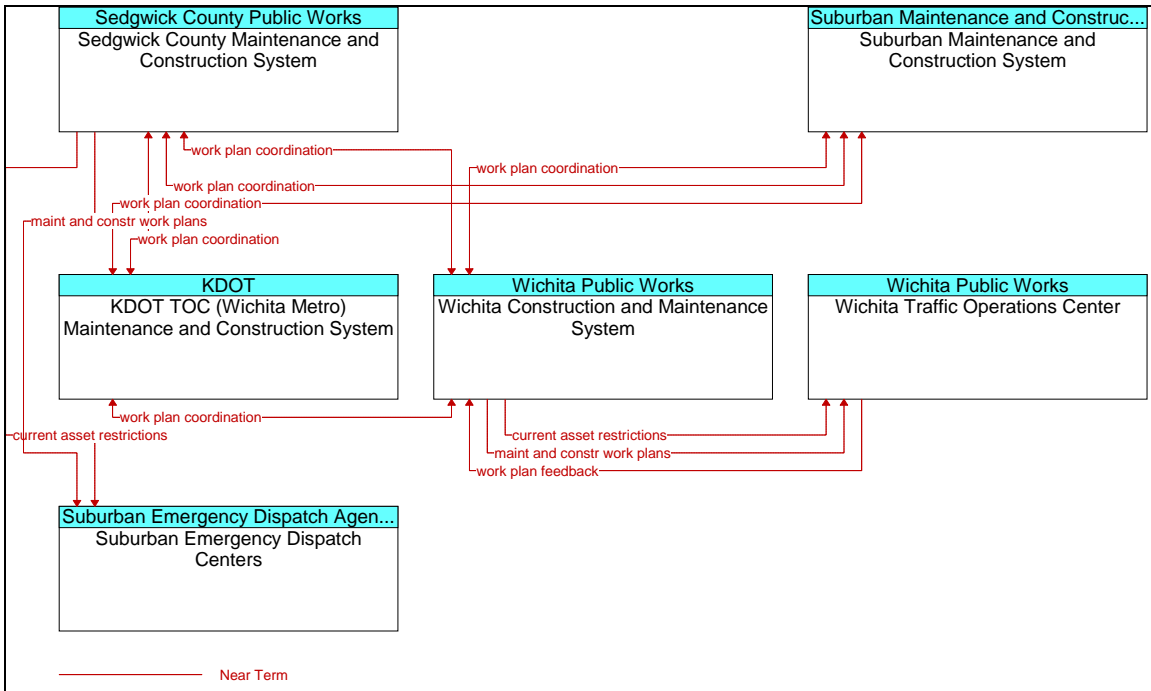 Sedgwick County Public Works
Sedgwick County Maintenance and
Construction System
Suburban Maintenance and Construc...
Suburban Maintenance and
Construction System
work plan coordination
work plan coordination
work plan coordination
work plan coordination
maint and constr work plans
work plan coordination
KDOT
KDOT TOC (Wichita Metro)
Maintenance and Construction System
Wichita Public Works
Wichita Construction and Maintenance
System
Wichita Public Works
Wichita Traffic Operations Center
work plan coordination
current asset restrictions
current asset restrictions
maint and constr work plans
work plan feedback
Suburban Emergency Dispatch Agen...
Suburban Emergency Dispatch
Centers
Near Term